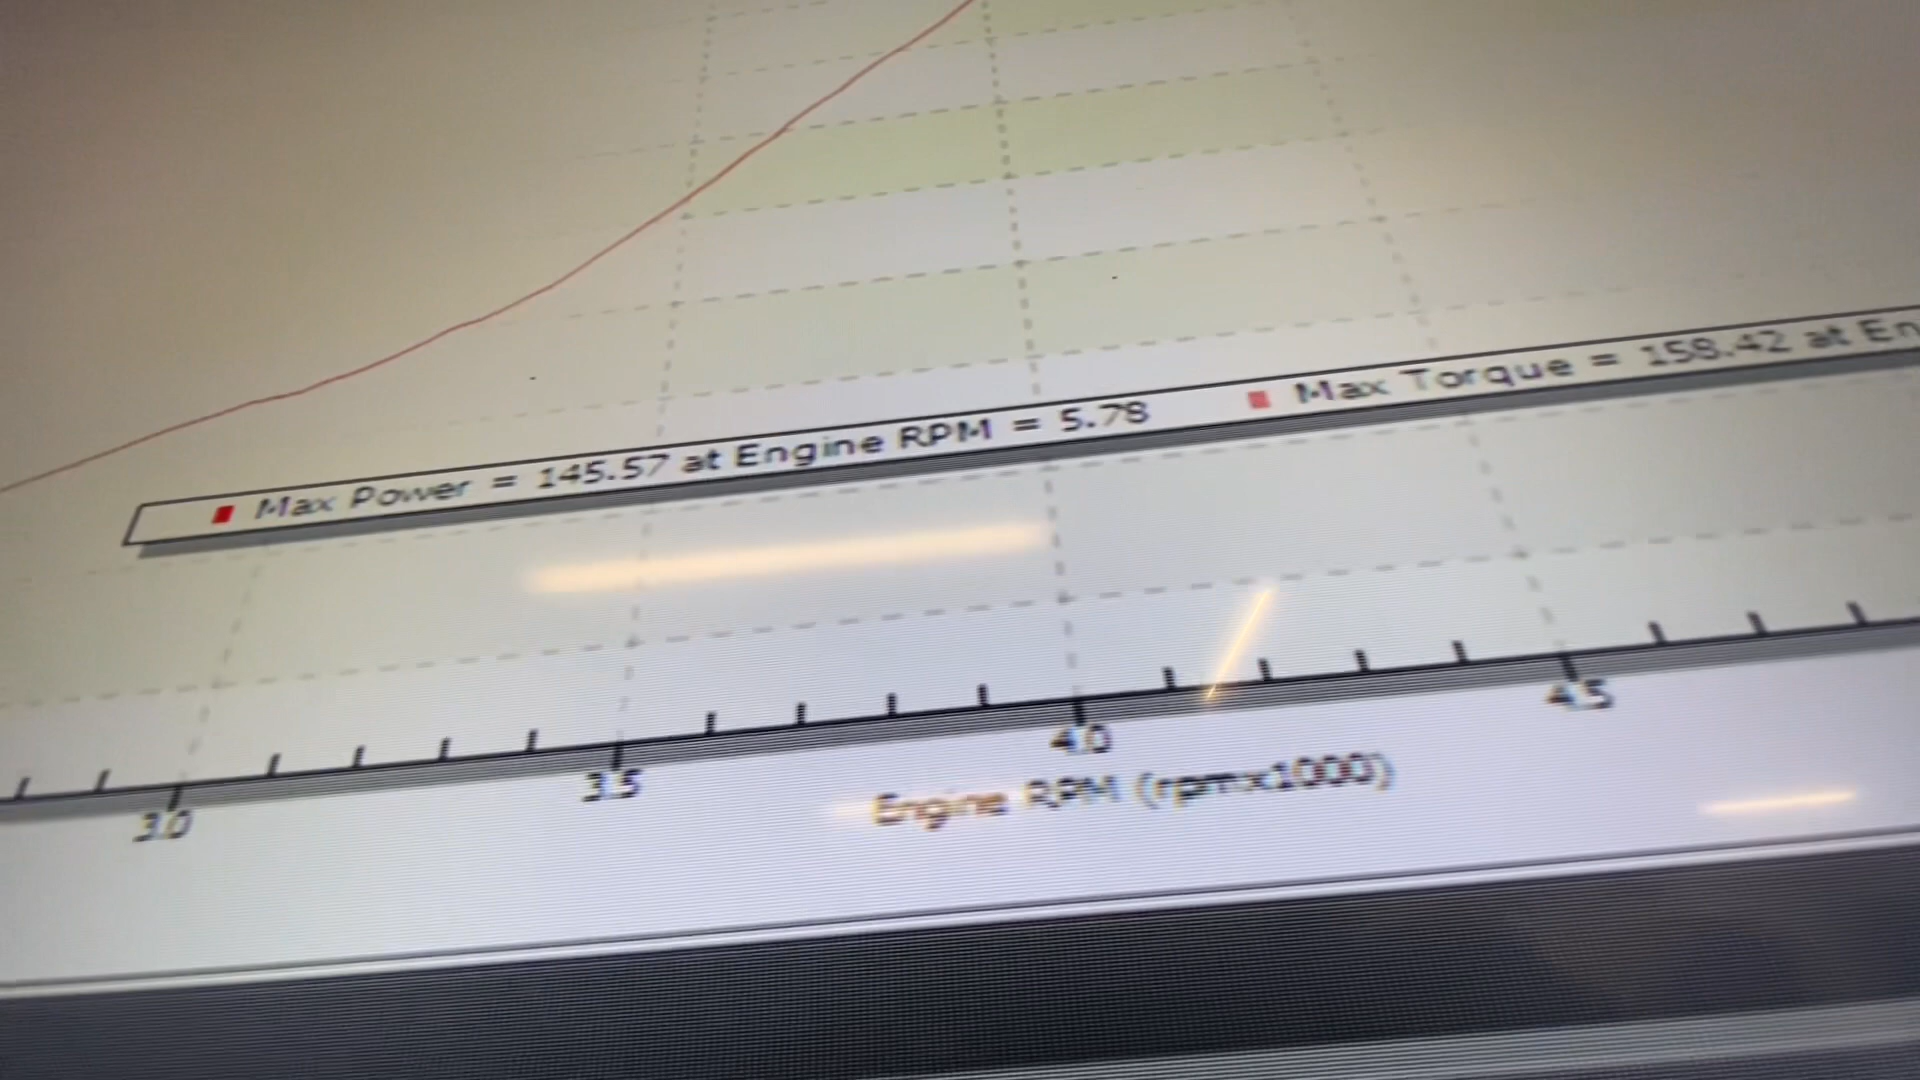 Max Power = 145.57 at Engine RPM = 5.78 Max Torque = 158.42 at En
3.0 3.5 4.0 4.5
Engine RPM (rpmx1000)